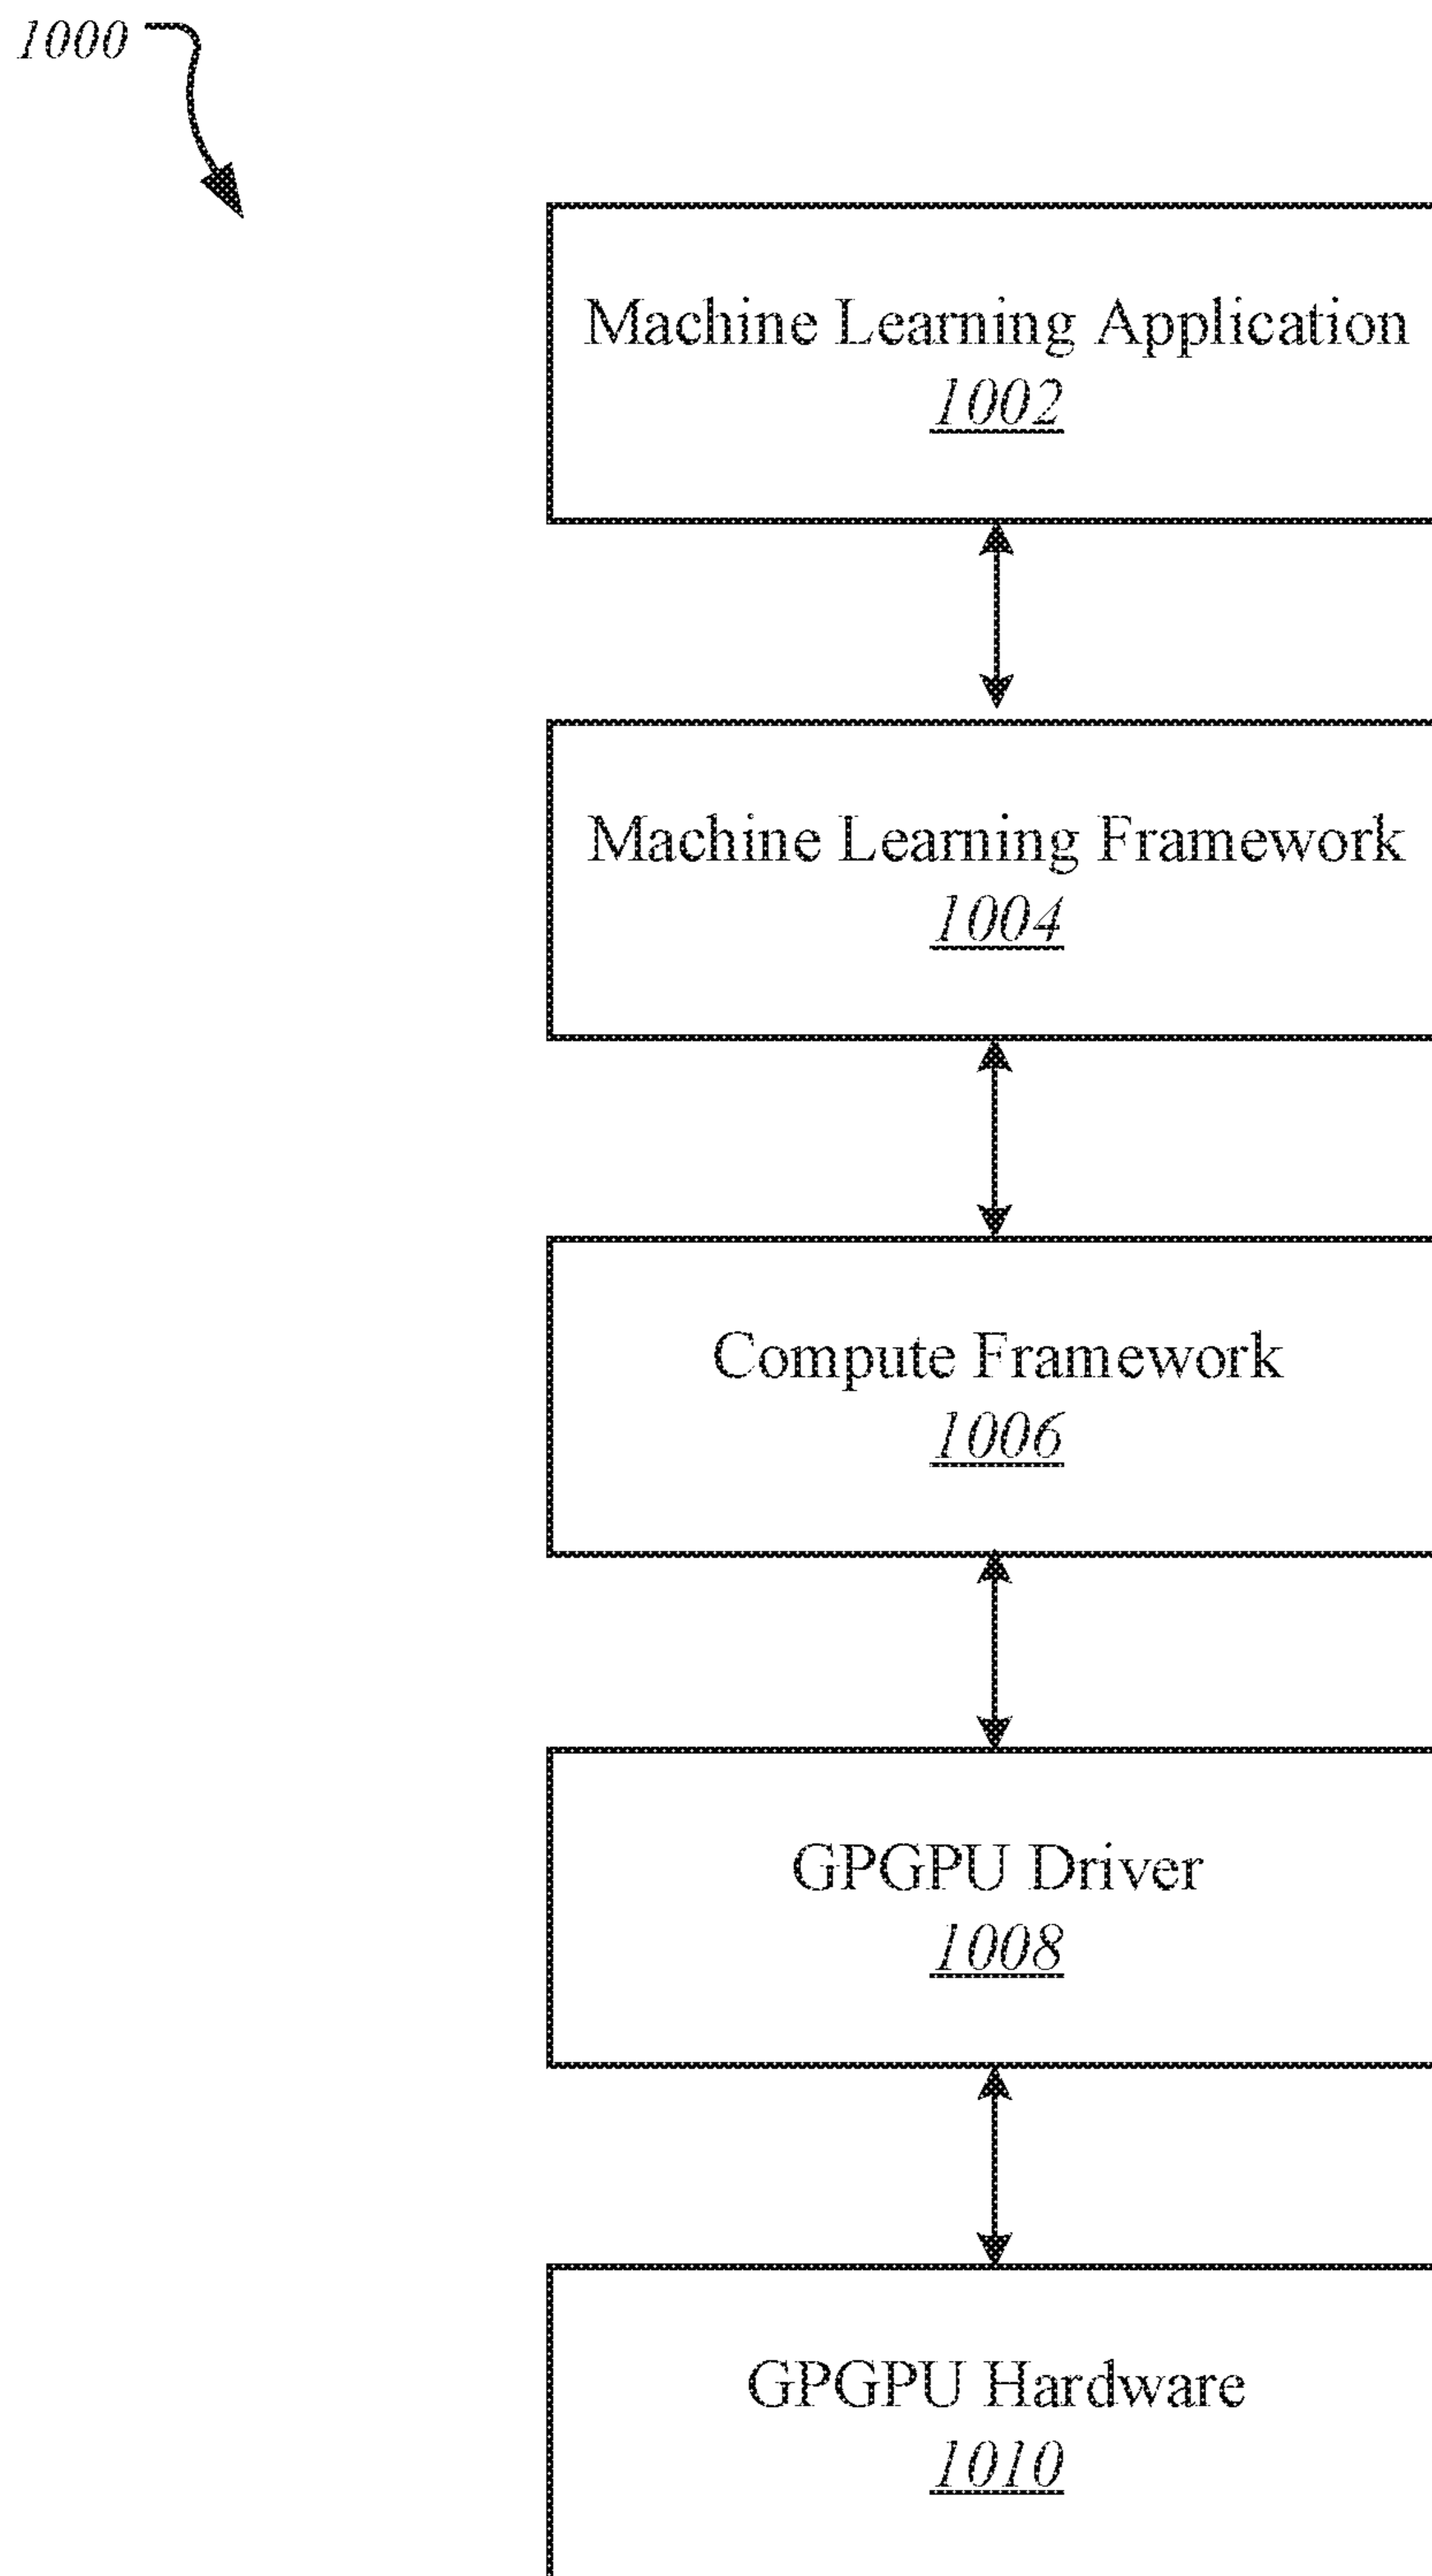 1000
Machine Learning Application
1002
Machine Learning Framework
1004
Compute Framework
1006
GPGPU Driver
1008
GPGPU Hardware
1010